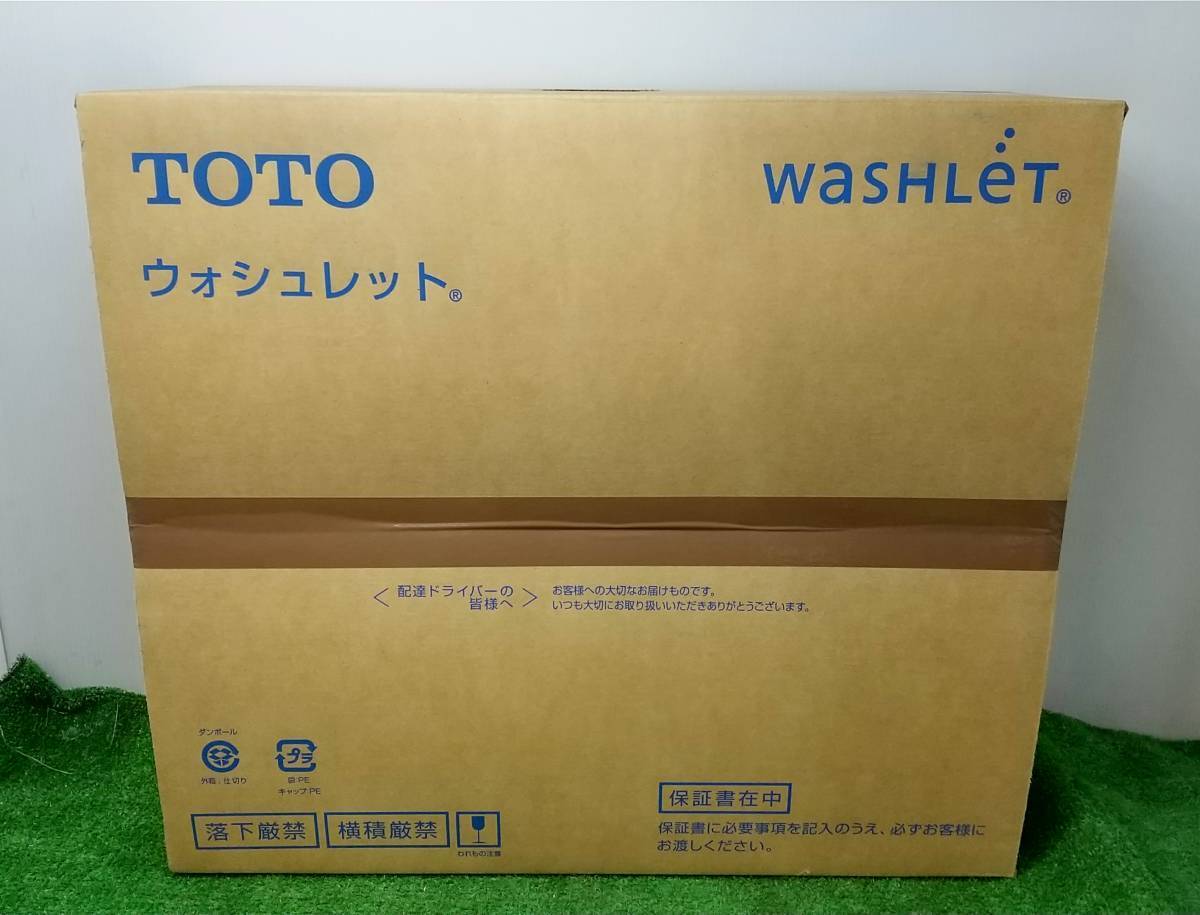 TOTO
WASHLET®
ウォシュレット®
＜配達ドライバーの皆様へ＞
お客様への大切なお届けものです。
いつも大切にお取り扱いいただきありがとうございます。
ダンボール
外箱:仕切り
プラ
袋:PE
キャップ:PE
落下厳禁
横積厳禁
われもの注意
保証書在中
保証書に必要事項を記入のうえ、必ずお客様に
お渡しください。